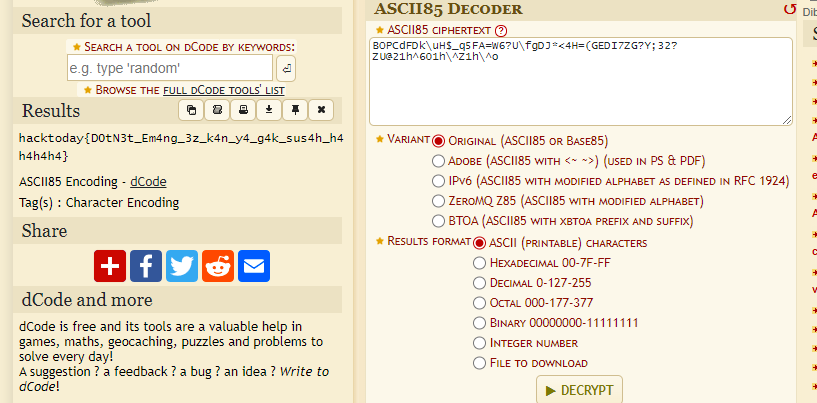 Search for a tool
★ SEARCH A TOOL ON DCODE BY KEYWORDS:
e.g. type 'random'
★ BROWSE THE FULL DCODE TOOLS' LIST
Results
hacktoday{D0tN3t_Em4ng_3z_k4n_y4_g4k_sus4h_h4
h4h4h4}
ASCII85 Encoding - dCode
Tag(s) : Character Encoding
Share
dCode and more
dCode is free and its tools are a valuable help in
games, maths, geocaching, puzzles and problems to
solve every day!
A suggestion ? a feedback ? a bug ? an idea ? Write to
dCode!
ASCII85 DECODER
★ ASCII85 CIPHERTEXT
BOPCdFDk\uH$_q5FA=W6?U\fgDJ*<4H=(GEDI7ZG?Y;32?
ZU@21h^6O1h\^Z1h\^o
★ VARIANT ORIGINAL (ASCII85 OR BASE85)
ADOBE (ASCII85 WITH <~ ~>) (USED IN PS & PDF)
IPV6 (ASCII85 WITH MODIFIED ALPHABET AS DEFINED IN RFC 1924)
ZEROMQ Z85 (ASCII85 WITH MODIFIED ALPHABET)
BTOA (ASCII85 WITH XBTOA PREFIX AND SUFFIX)
★ RESULTS FORMAT ASCII (PRINTABLE) CHARACTERS
HEXADECIMAL 00-7F-FF
DECIMAL 0-127-255
OCTAL 000-177-377
BINARY 00000000-11111111
INTEGER NUMBER
FILE TO DOWNLOAD
▶ DECRYPT